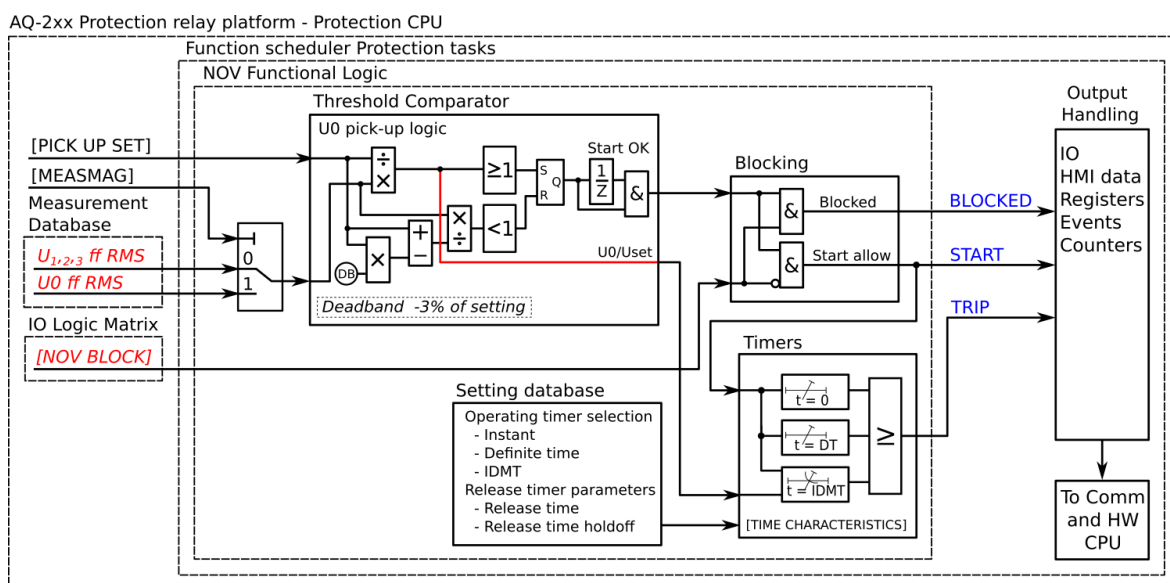 AQ-2xx Protection relay platform - Protection CPU
Function scheduler Protection tasks
NOV Functional Logic
Threshold Comparator
U0 pick-up logic
[PICK UP SET]
[MEASMAG]
Measurement
Database
U1,2,3 ff RMS
U0 ff RMS
0
1
÷
×
≥1
S
R
Q
Start OK
1
Z
&
×
÷
<1
+
−
×
DB
U0/Uset
Deadband -3% of setting
IO Logic Matrix
[NOV BLOCK]
Blocking
&
Blocked
&
Start allow
BLOCKED
START
TRIP
Output
Handling
IO
HMI data
Registers
Events
Counters
To Comm
and HW
CPU
Timers
t = 0
t = DT
t = IDMT
≥
[TIME CHARACTERISTICS]
Setting database
Operating timer selection
- Instant
- Definite time
- IDMT
Release timer parameters
- Release time
- Release time holdoff